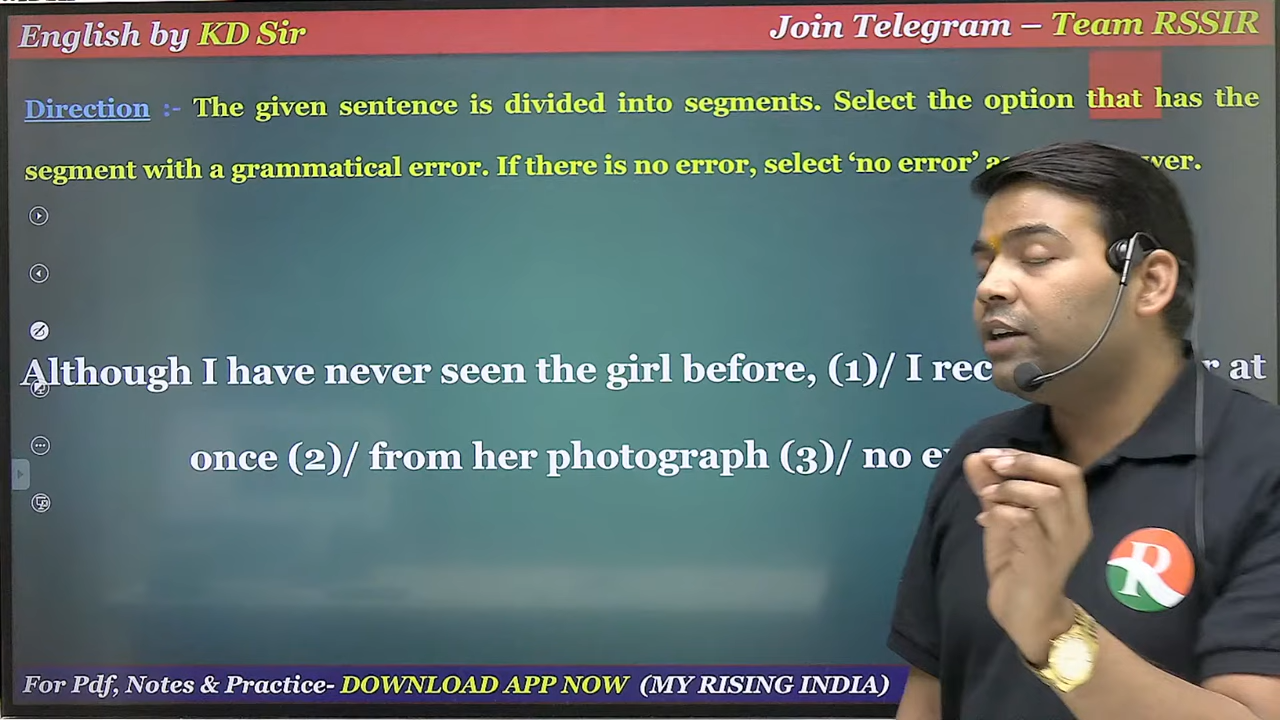 English by KD Sir
Join Telegram – Team RSSIR
Direction :- The given sentence is divided into segments. Select the option that has the
segment with a grammatical error. If there is no error, select ‘no error’
Although I have never seen the girl before, (1)/ I at
once (2)/ from her photograph (3)/ no
R
For Pdf, Notes & Practice- DOWNLOAD APP NOW (MY RISING INDIA)